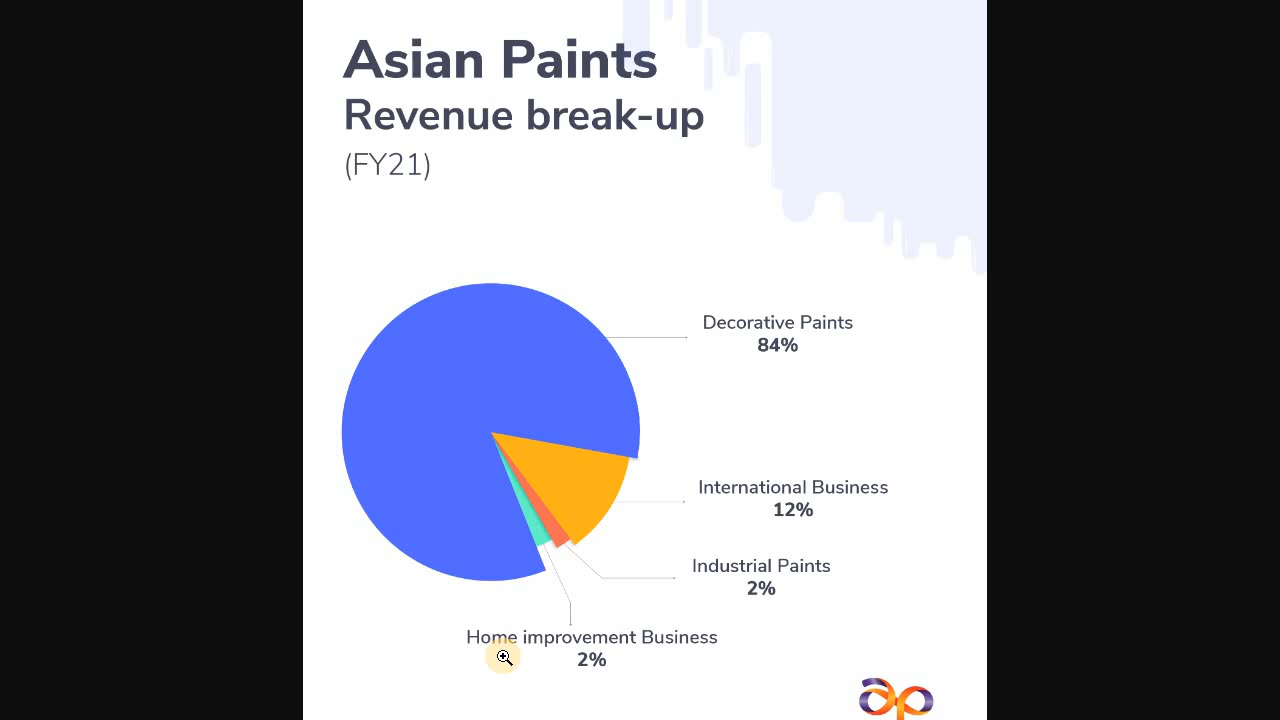 Asian Paints
Revenue break-up
(FY21)
Decorative Paints
84%
International Business
12%
Industrial Paints
2%
Home improvement Business
2%
ap